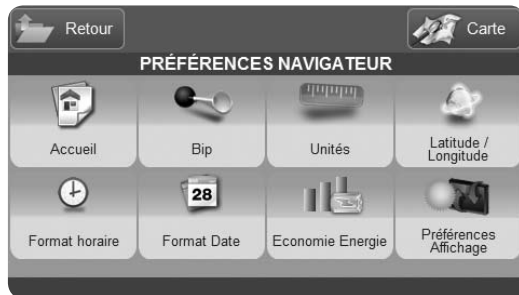 Retour
Carte
PRÉFÉRENCES NAVIGATEUR
Accueil
Bip
Unités
Latitude /
Longitude
28
Format horaire
Format Date
Economie Energie
Préférences
Affichage